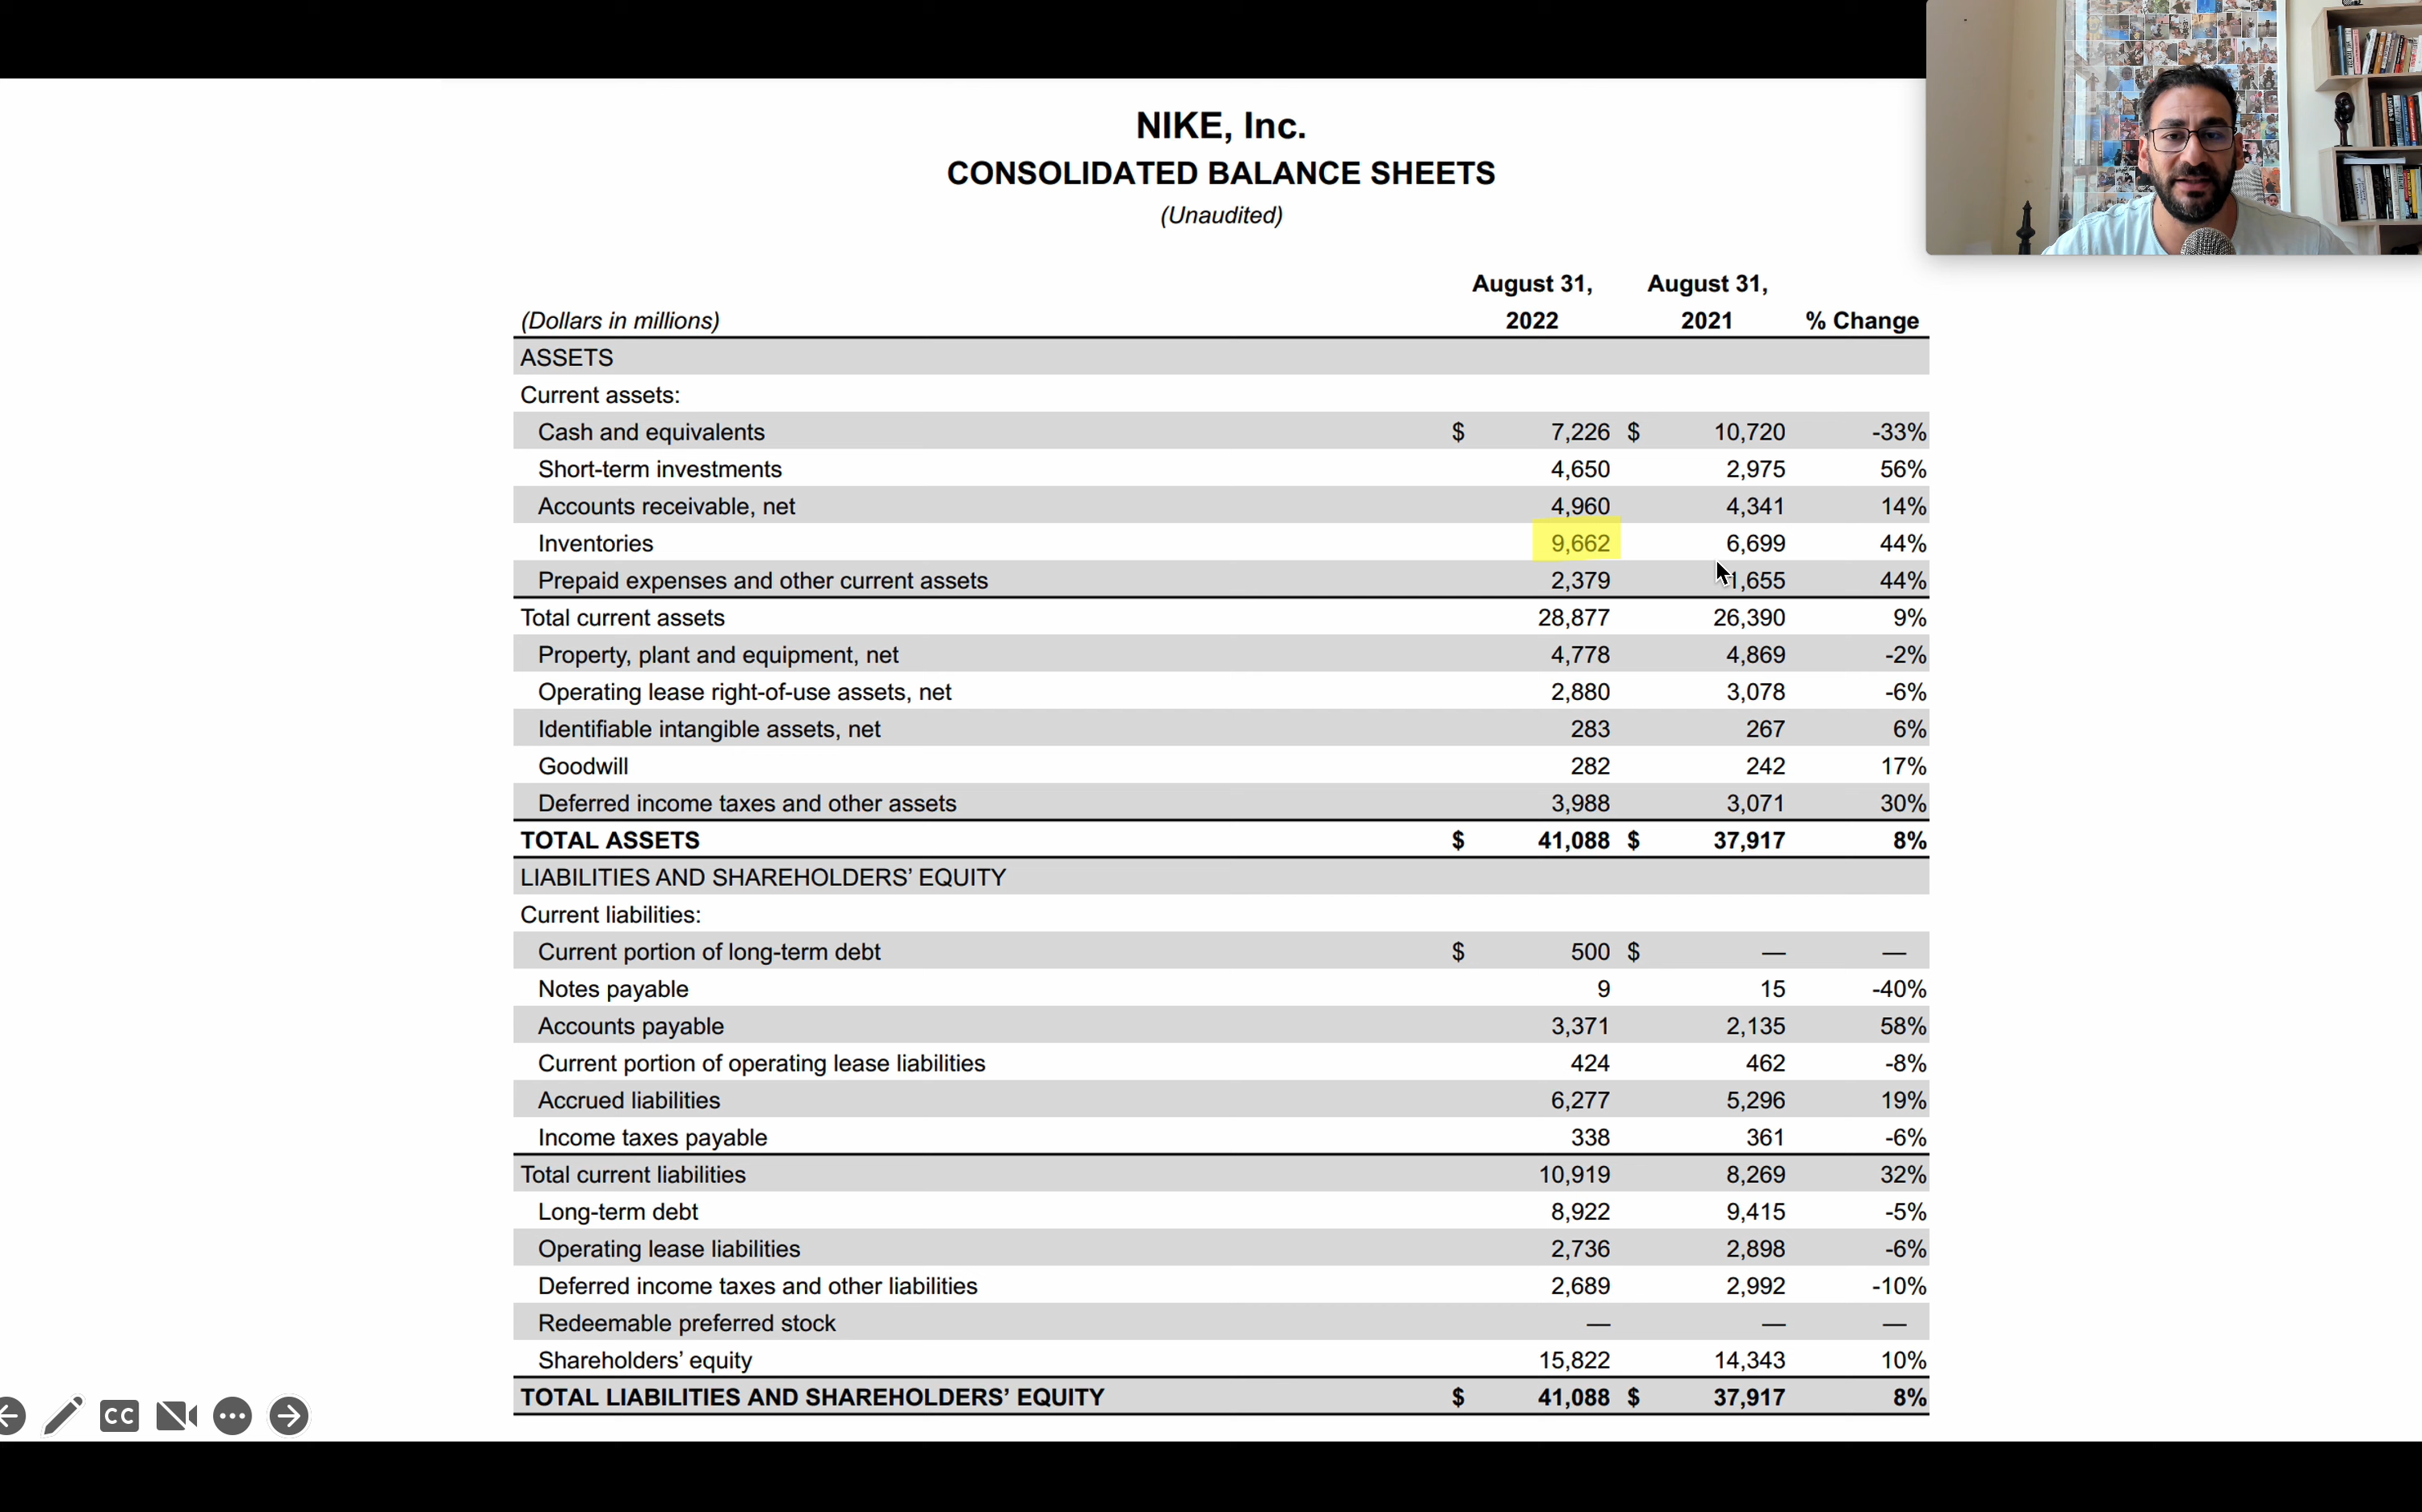 NIKE, Inc.
CONSOLIDATED BALANCE SHEETS
(Unaudited)
August 31, August 31,
(Dollars in millions) 2022 2021 % Change
ASSETS
Current assets:
Cash and equivalents $ 7,226 $ 10,720 -33%
Short-term investments 4,650 2,975 56%
Accounts receivable, net 4,960 4,341 14%
Inventories 9,662 6,699 44%
Prepaid expenses and other current assets 2,379 1,655 44%
Total current assets 28,877 26,390 9%
Property, plant and equipment, net 4,778 4,869 -2%
Operating lease right-of-use assets, net 2,880 3,078 -6%
Identifiable intangible assets, net 283 267 6%
Goodwill 282 242 17%
Deferred income taxes and other assets 3,988 3,071 30%
TOTAL ASSETS $ 41,088 $ 37,917 8%
LIABILITIES AND SHAREHOLDERS’ EQUITY
Current liabilities:
Current portion of long-term debt $ 500 $ — —
Notes payable 9 15 -40%
Accounts payable 3,371 2,135 58%
Current portion of operating lease liabilities 424 462 -8%
Accrued liabilities 6,277 5,296 19%
Income taxes payable 338 361 -6%
Total current liabilities 10,919 8,269 32%
Long-term debt 8,922 9,415 -5%
Operating lease liabilities 2,736 2,898 -6%
Deferred income taxes and other liabilities 2,689 2,992 -10%
Redeemable preferred stock — — —
Shareholders’ equity 15,822 14,343 10%
TOTAL LIABILITIES AND SHAREHOLDERS’ EQUITY $ 41,088 $ 37,917 8%
CC